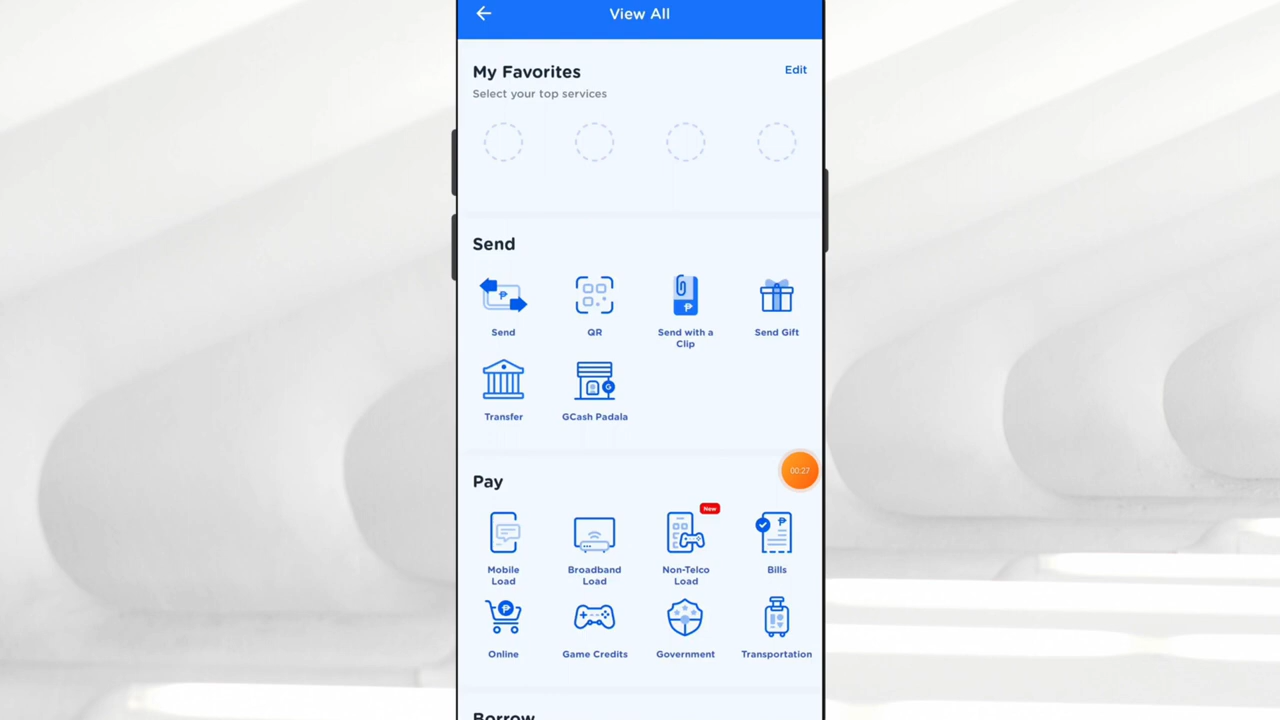 View All
My Favorites
Edit
Select your top services
Send
Send
QR
Send with a
Clip
Send Gift
Transfer
GCash Padala
00:27
Pay
New
Mobile
Load
Broadband
Load
Non-Telco
Load
Bills
Online
Game Credits
Government
Transportation
Borrow